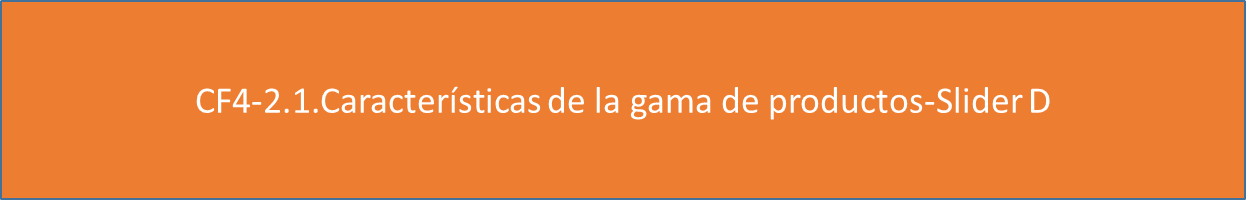 CF4-2.1.Características de la gama de productos-Slider D